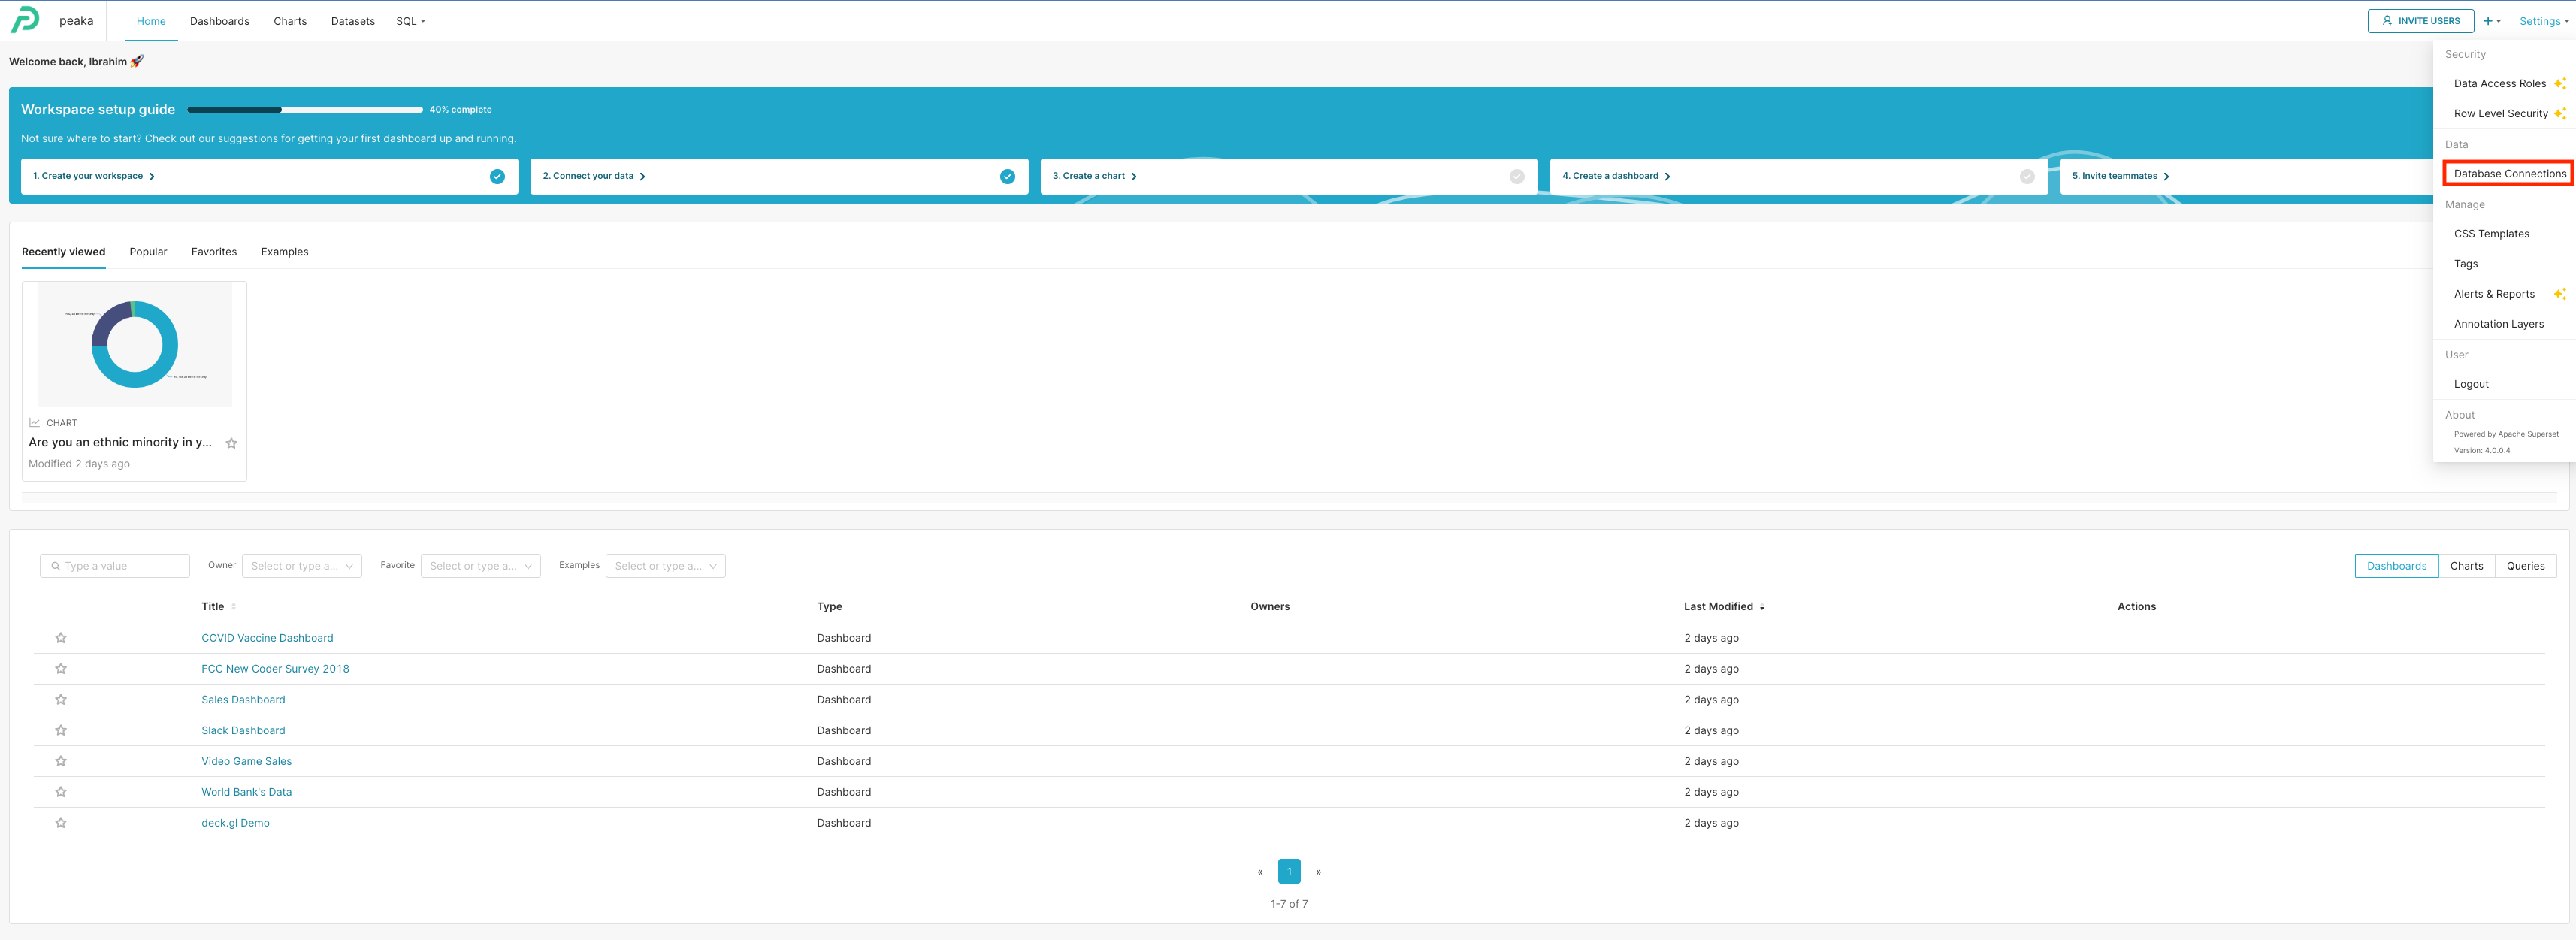 peaka
Home
Dashboards
Charts
Datasets
SQL
INVITE USERS
Settings
Welcome back, Ibrahim 🚀
Security
Data Access Roles
Row Level Security
Data
Database Connections
Manage
CSS Templates
Tags
Alerts & Reports
Annotation Layers
User
Logout
About
Powered by Apache Superset
Version: 4.0.0.4
Workspace setup guide
40% complete
Not sure where to start? Check out our suggestions for getting your first dashboard up and running.
1. Create your workspace
2. Connect your data
3. Create a chart
4. Create a dashboard
5. Invite teammates
Recently viewed
Popular
Favorites
Examples
CHART
Are you an ethnic minority in y...
Modified 2 days ago
Type a value
Owner
Select or type a...
Favorite
Select or type a...
Examples
Select or type a...
Dashboards
Charts
Queries
Title
Type
Owners
Last Modified
Actions
COVID Vaccine Dashboard
Dashboard
2 days ago
FCC New Coder Survey 2018
Dashboard
2 days ago
Sales Dashboard
Dashboard
2 days ago
Slack Dashboard
Dashboard
2 days ago
Video Game Sales
Dashboard
2 days ago
World Bank's Data
Dashboard
2 days ago
deck.gl Demo
Dashboard
2 days ago
«
1
»
1-7 of 7